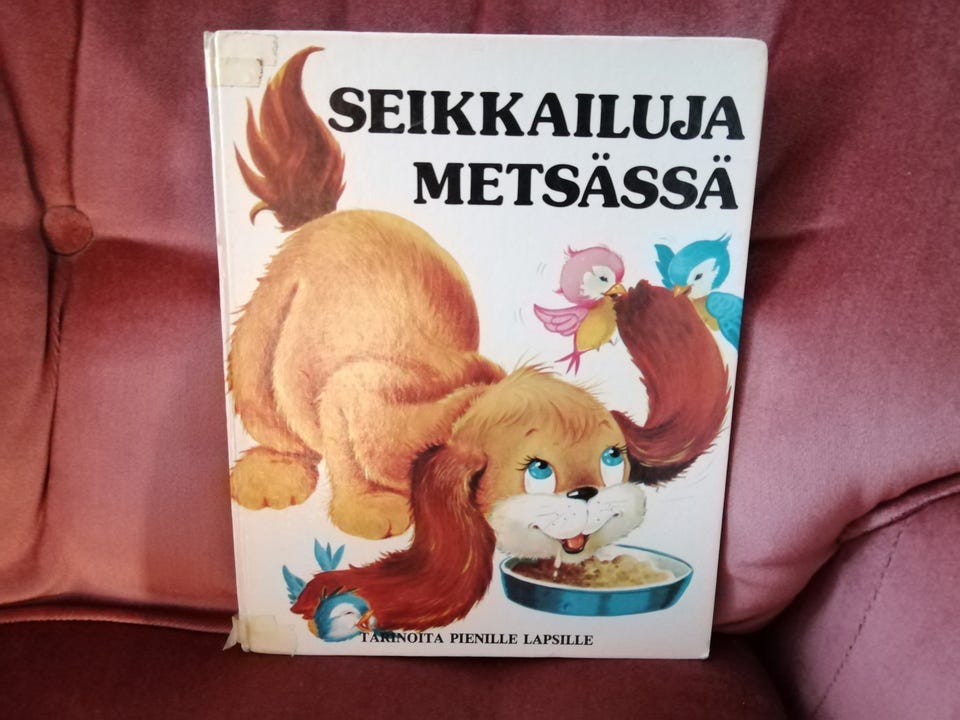 SEIKKAILUJA
METSÄSSÄ
TARINOITA PIENILLE LAPSILLE